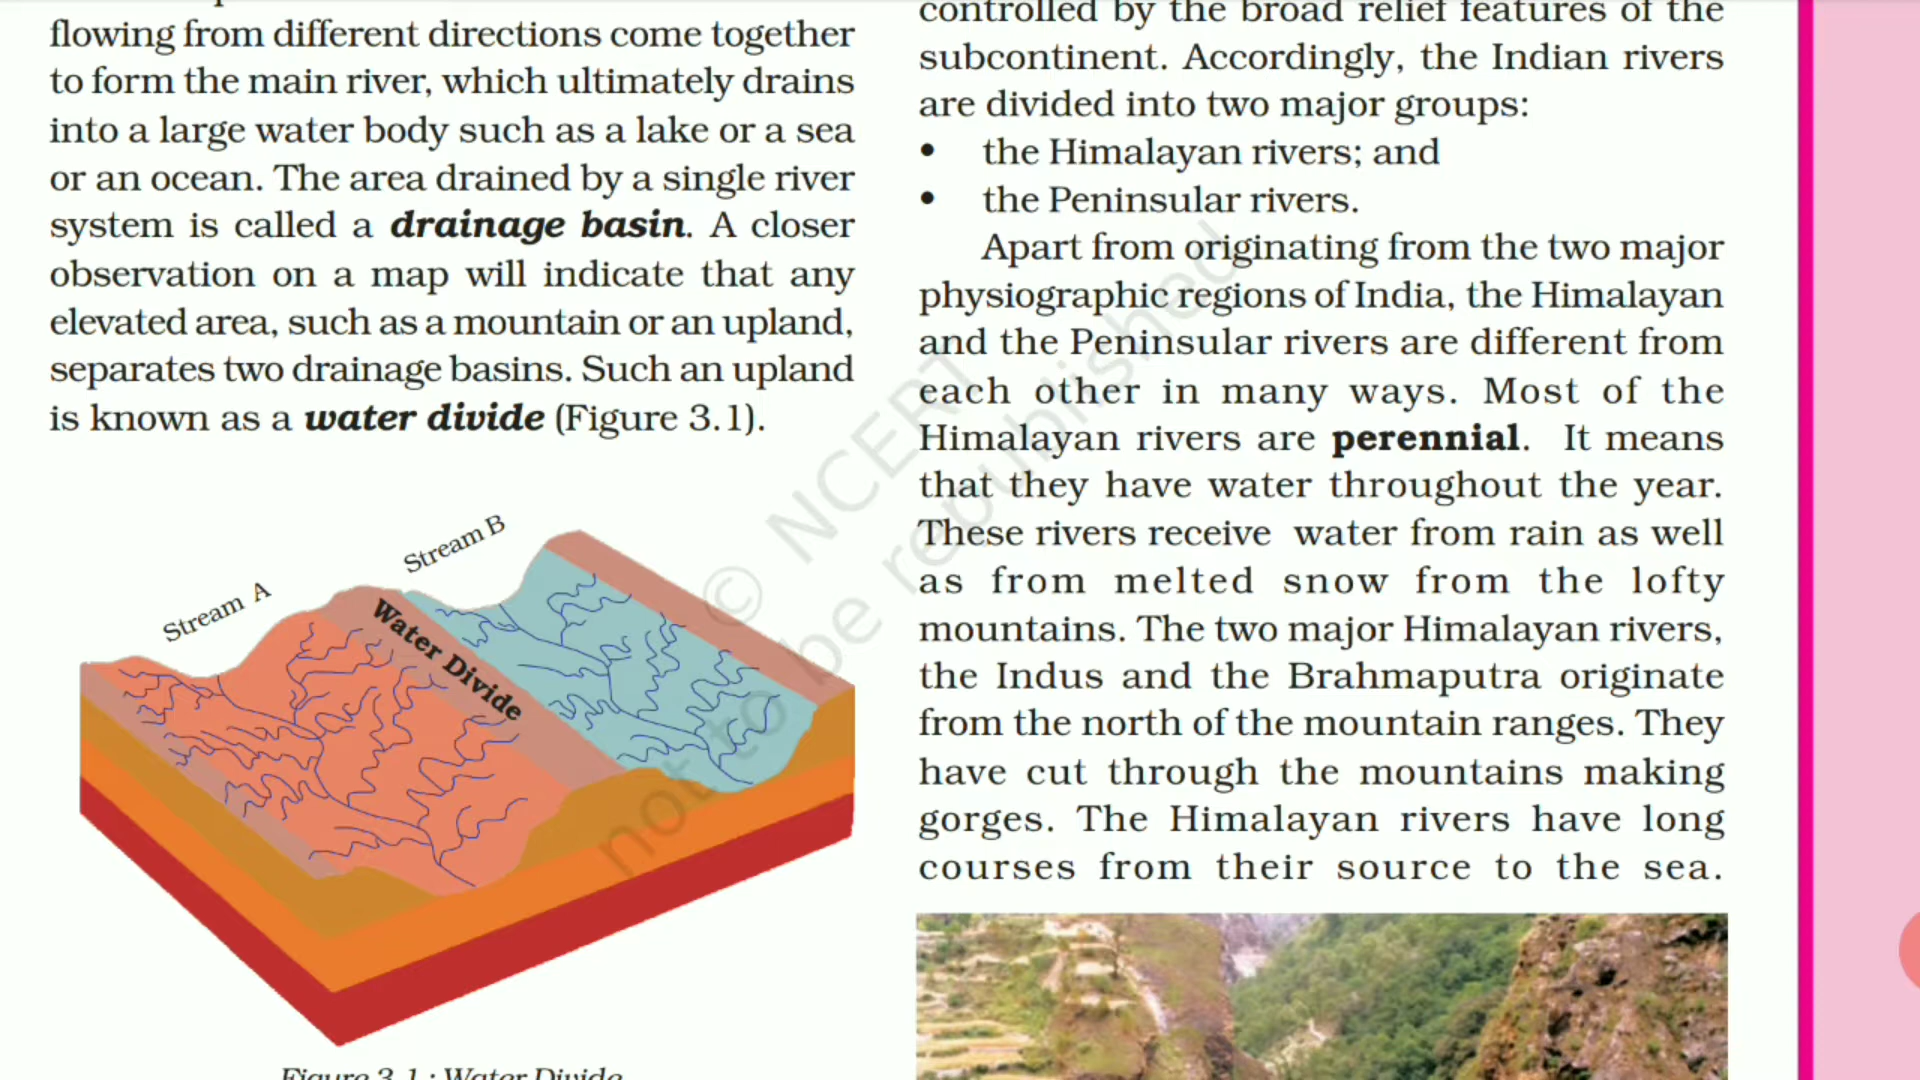 flowing from different directions come together
to form the main river, which ultimately drains
into a large water body such as a lake or a sea
or an ocean. The area drained by a single river
system is called a drainage basin. A closer
observation on a map will indicate that any
elevated area, such as a mountain or an upland,
separates two drainage basins. Such an upland
is known as a water divide (Figure 3.1).
Stream A
Stream B
Water Divide
Figure 3.1 : Water Divide
controlled by the broad relief features of the
subcontinent. Accordingly, the Indian rivers
are divided into two major groups:
• the Himalayan rivers; and
• the Peninsular rivers.
Apart from originating from the two major
physiographic regions of India, the Himalayan
and the Peninsular rivers are different from
each other in many ways. Most of the
Himalayan rivers are perennial. It means
that they have water throughout the year.
These rivers receive water from rain as well
as from melted snow from the lofty
mountains. The two major Himalayan rivers,
the Indus and the Brahmaputra originate
from the north of the mountain ranges. They
have cut through the mountains making
gorges. The Himalayan rivers have long
courses from their source to the sea.
© NCERT
not to be republished